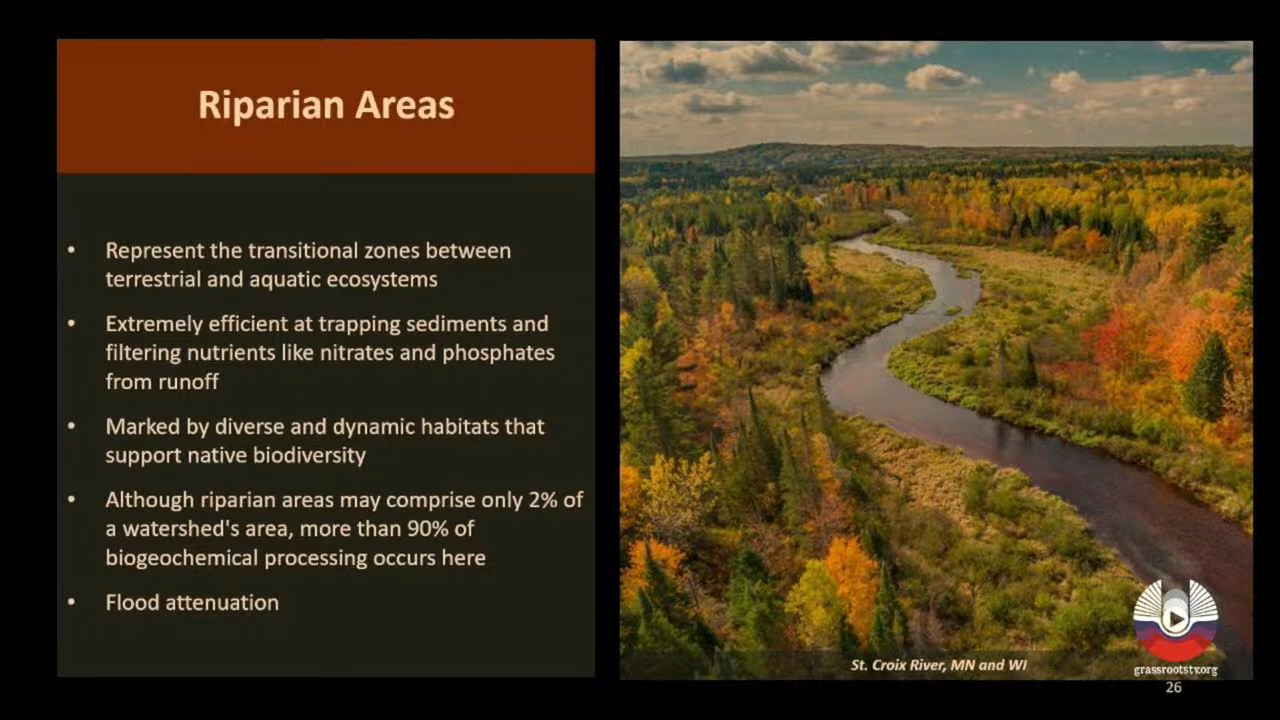 Riparian Areas
• Represent the transitional zones between
terrestrial and aquatic ecosystems
• Extremely efficient at trapping sediments and
filtering nutrients like nitrates and phosphates
from runoff
• Marked by diverse and dynamic habitats that
support native biodiversity
• Although riparian areas may comprise only 2% of
a watershed's area, more than 90% of
biogeochemical processing occurs here
• Flood attenuation
St. Croix River, MN and WI
grassrootstv.org
26